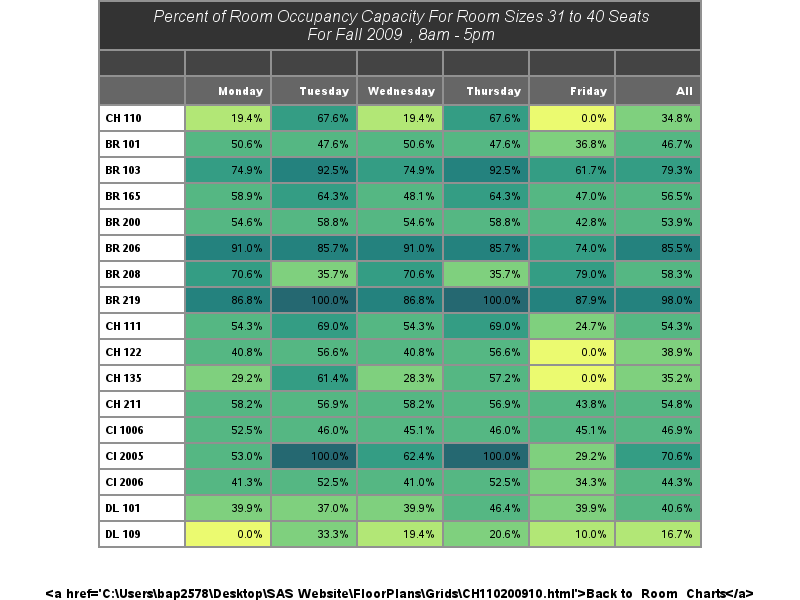 Percent of Room Occupancy Capacity For Room Sizes 31 to 40 Seats
For Fall 2009 , 8am - 5pm
Monday Tuesday Wednesday Thursday Friday All
CH 110 19.4% 67.6% 19.4% 67.6% 0.0% 34.8%
BR 101 50.6% 47.6% 50.6% 47.6% 36.8% 46.7%
BR 103 74.9% 92.5% 74.9% 92.5% 61.7% 79.3%
BR 165 58.9% 64.3% 48.1% 64.3% 47.0% 56.5%
BR 200 54.6% 58.8% 54.6% 58.8% 42.8% 53.9%
BR 206 91.0% 85.7% 91.0% 85.7% 74.0% 85.5%
BR 208 70.6% 35.7% 70.6% 35.7% 79.0% 58.3%
BR 219 86.8% 100.0% 86.8% 100.0% 87.9% 98.0%
CH 111 54.3% 69.0% 54.3% 69.0% 24.7% 54.3%
CH 122 40.8% 56.6% 40.8% 56.6% 0.0% 38.9%
CH 135 29.2% 61.4% 28.3% 57.2% 0.0% 35.2%
CH 211 58.2% 56.9% 58.2% 56.9% 43.8% 54.8%
CI 1006 52.5% 46.0% 45.1% 46.0% 45.1% 46.9%
CI 2005 53.0% 100.0% 62.4% 100.0% 29.2% 70.6%
CI 2006 41.3% 52.5% 41.0% 52.5% 34.3% 44.3%
DL 101 39.9% 37.0% 39.9% 46.4% 39.9% 40.6%
DL 109 0.0% 33.3% 19.4% 20.6% 10.0% 16.7%
<a href='C:\Users\bap2578\Desktop\SAS Website\FloorPlans\Grids\CH110200910.html'>Back to Room Charts</a>